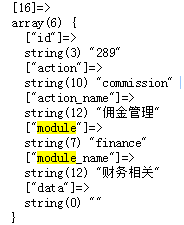 [16]=>
array(6) {
["id"]=>
string(3) "289"
["action"]=>
string(10) "commission"
["action_name"]=>
string(12) "佣金管理"
["module"]=>
string(7) "finance"
["module_name"]=>
string(12) "财务相关"
["data"]=>
string(0) ""
}